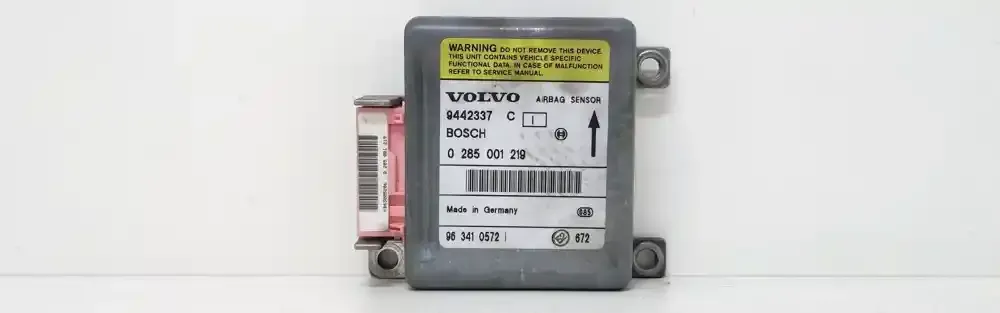 WARNING DO NOT REMOVE THIS DEVICE.
THIS UNIT CONTAINS VEHICLE SPECIFIC
FUNCTIONAL DATA. IN CASE OF MALFUNCTION
REFER TO SERVICE MANUAL.
VOLVO AIRBAG SENSOR
9442337 C I
BOSCH
0 285 001 219
Made in Germany
96 341 0572 I 672